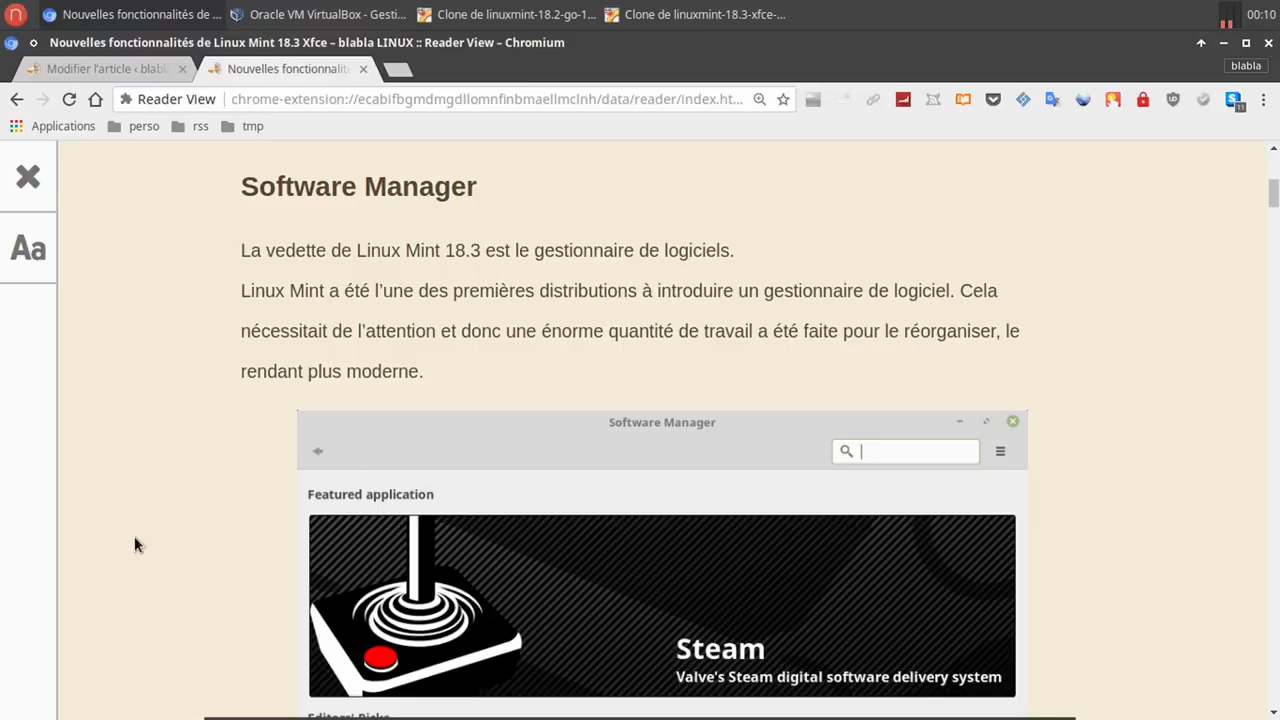 Nouvelles fonctionnalités de ...
Oracle VM VirtualBox - Gesti...
Clone de linuxmint-18.2-go-1...
Clone de linuxmint-18.3-xfce-...
00:10
Nouvelles fonctionnalités de Linux Mint 18.3 Xfce – blabla LINUX :: Reader View – Chromium
Modifier l'article ‹ blabl
Nouvelles fonctionnalit
blabla
Reader View
chrome-extension://ecabifbgmdmgdllomnfinbmaellmclnh/data/reader/index.ht...
11
Applications
perso
rss
tmp
Aa
Software Manager
La vedette de Linux Mint 18.3 est le gestionnaire de logiciels.
Linux Mint a été l’une des premières distributions à introduire un gestionnaire de logiciel. Cela
nécessitait de l’attention et donc une énorme quantité de travail a été faite pour le réorganiser, le
rendant plus moderne.
Software Manager
Featured application
Steam
Valve's Steam digital software delivery system
Editors' Picks